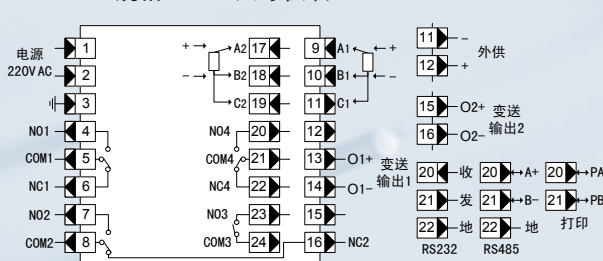 电源
220V AC
1
2
3
NO1 4
COM1 5
NC1 6
NO2 7
COM2 8
+ A2 17
- B2 18
C2 19
NO4 20
COM4 21
NC4 22
NO3 23
COM3 24
9 A1 +
10 B1 -
11 C1
12
13 O1+ 变送
14 O1- 输出1
15
16 NC2
11 - 外供
12 +
15 O2+ 变送
16 O2- 输出2
20 收 20 A+ 20 PA
21 发 21 B- 21 PB
22 地 22 地 打印
RS232 RS485